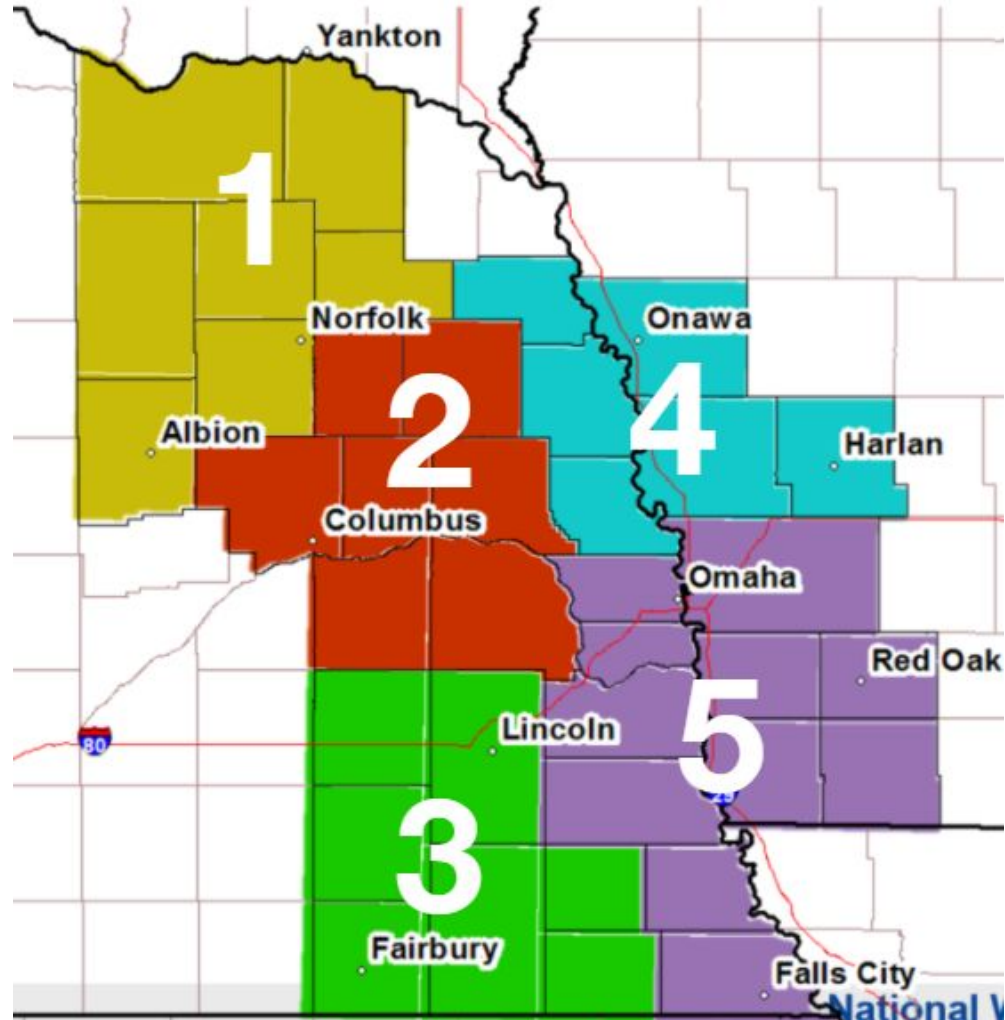 Yankton
1
Norfolk
Onawa
2
4
Albion
Harlan
Columbus
Omaha
Red Oak
5
Lincoln
80
29
3
Fairbury
Falls City
National